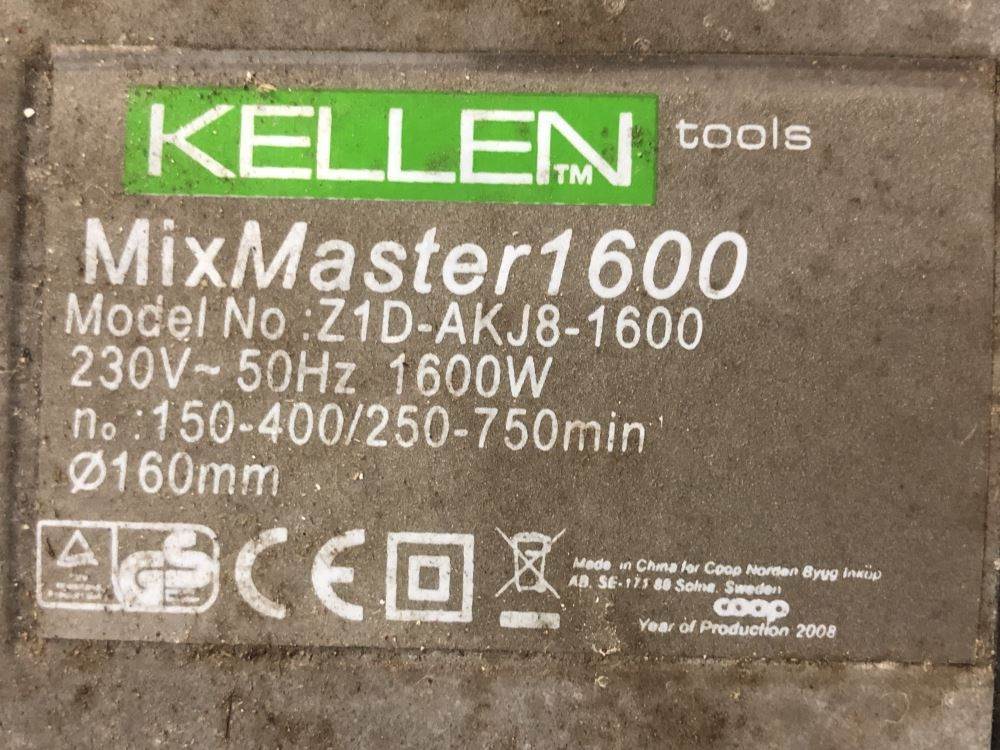 KELLEN™ tools
MixMaster1600
Model No :Z1D-AKJ8-1600
230V~ 50Hz 1600W
n₀ :150-400/250-750min⁻¹
Ø160mm
GS CE
Made in China for Coop Norden Bygg Inköp
AB. SE-171 88 Solna, Sweden
coop
Year of Production 2008